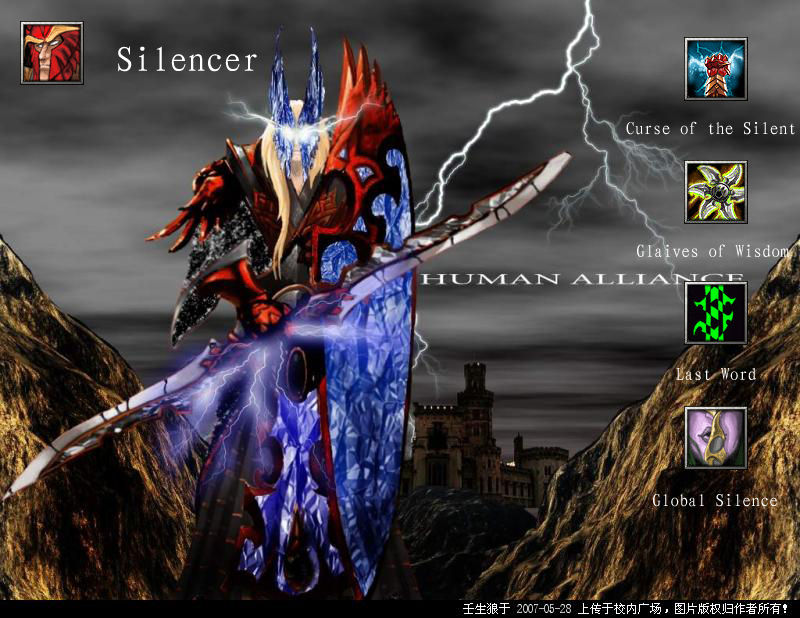 Silencer
Curse of the Silent
Glaives of Wisdom
HUMAN ALLIANCE
Last Word
Global Silence
壬生狼于 2007-05-28 上传于校内广场，图片版权归作者所有!